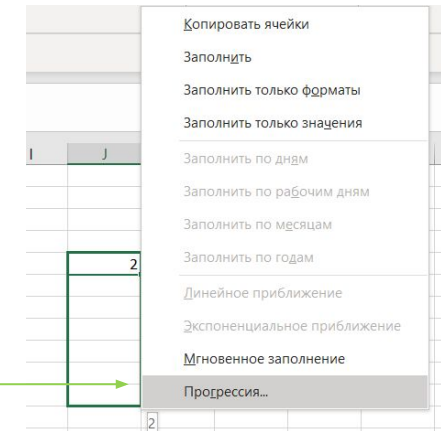 Копировать ячейки
Заполнить
Заполнить только форматы
Заполнить только значения
I
J
Заполнить по дням
Заполнить по рабочим дням
Заполнить по месяцам
2
Заполнить по годам
Линейное приближение
Экспоненциальное приближение
Мгновенное заполнение
Прогрессия...
2